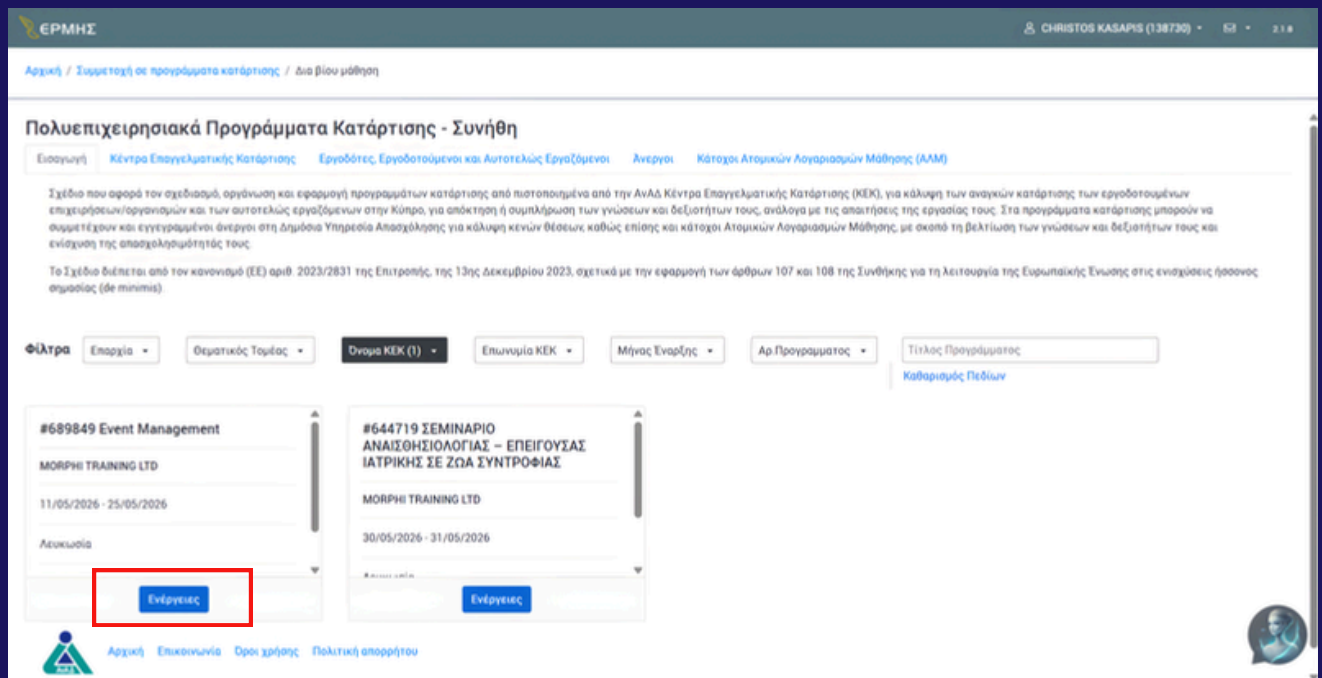 ΕΡΜΗΣ
CHRISTOS KASAPIS (138730)
2.1.8
Αρχική / Συμμετοχή σε προγράμματα κατάρτισης / Δια βίου μάθηση
Πολυεπιχειρησιακά Προγράμματα Κατάρτισης - Συνήθη
Εισαγωγή Κέντρα Επαγγελματικής Κατάρτισης Εργοδότες, Εργοδοτούμενοι και Αυτοτελώς Εργαζόμενοι Άνεργοι Κάτοχοι Ατομικών Λογαριασμών Μάθησης (ΑΛΜ)
Σχέδιο που αφορά τον σχεδιασμό, οργάνωση και εφαρμογή προγραμμάτων κατάρτισης από πιστοποιημένα από την ΑνΑΔ Κέντρα Επαγγελματικής Κατάρτισης (ΚΕΚ), για κάλυψη των αναγκών κατάρτισης των εργοδοτουμένων
επιχειρήσεων/οργανισμών και των αυτοτελώς εργαζόμενων στην Κύπρο, για απόκτηση ή συμπλήρωση των γνώσεων και δεξιοτήτων τους, ανάλογα με τις απαιτήσεις της εργασίας τους. Στα προγράμματα κατάρτισης μπορούν να
συμμετέχουν και εγγεγραμμένοι άνεργοι στη Δημόσια Υπηρεσία Απασχόλησης για κάλυψη κενών θέσεων, καθώς επίσης και κάτοχοι Ατομικών Λογαριασμών Μάθησης, με σκοπό τη βελτίωση των γνώσεων και δεξιοτήτων τους και
ενίσχυση της απασχολησιμότητάς τους.
Το Σχέδιο διέπεται από τον κανονισμό (ΕΕ) αριθ. 2023/2831 της Επιτροπής, της 13ης Δεκεμβρίου 2023, σχετικά με την εφαρμογή των άρθρων 107 και 108 της Συνθήκης για τη λειτουργία της Ευρωπαϊκής Ένωσης στις ενισχύσεις ήσσονος
σημασίας (de minimis)
Φίλτρα Επαρχία Θεματικός Τομέας Όνομα ΚΕΚ (1) Επωνυμία ΚΕΚ Μήνας Έναρξης Αρ.Προγραμματος Τίτλος Προγράμματος
Καθαρισμός Πεδίων
#689849 Event Management
MORPHI TRAINING LTD
11/05/2026 - 25/05/2026
Λευκωσία
Ενέργειες
#644719 ΣΕΜΙΝΑΡΙΟ
ΑΝΑΙΣΘΗΣΙΟΛΟΓΙΑΣ – ΕΠΕΙΓΟΥΣΑΣ
ΙΑΤΡΙΚΗΣ ΣΕ ΖΩΑ ΣΥΝΤΡΟΦΙΑΣ
MORPHI TRAINING LTD
30/05/2026 - 31/05/2026
Ενέργειες
Αρχική Επικοινωνία Όροι χρήσης Πολιτική απορρήτου